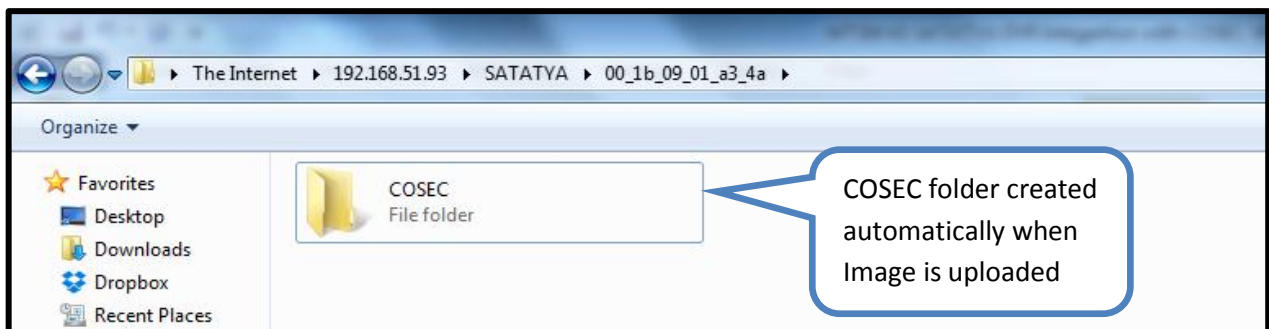 The Internet ▸ 192.168.51.93 ▸ SATATYA ▸ 00_1b_09_01_a3_4a ▸
Organize
Favorites
Desktop
Downloads
Dropbox
Recent Places
COSEC
File folder
COSEC folder created
automatically when
Image is uploaded